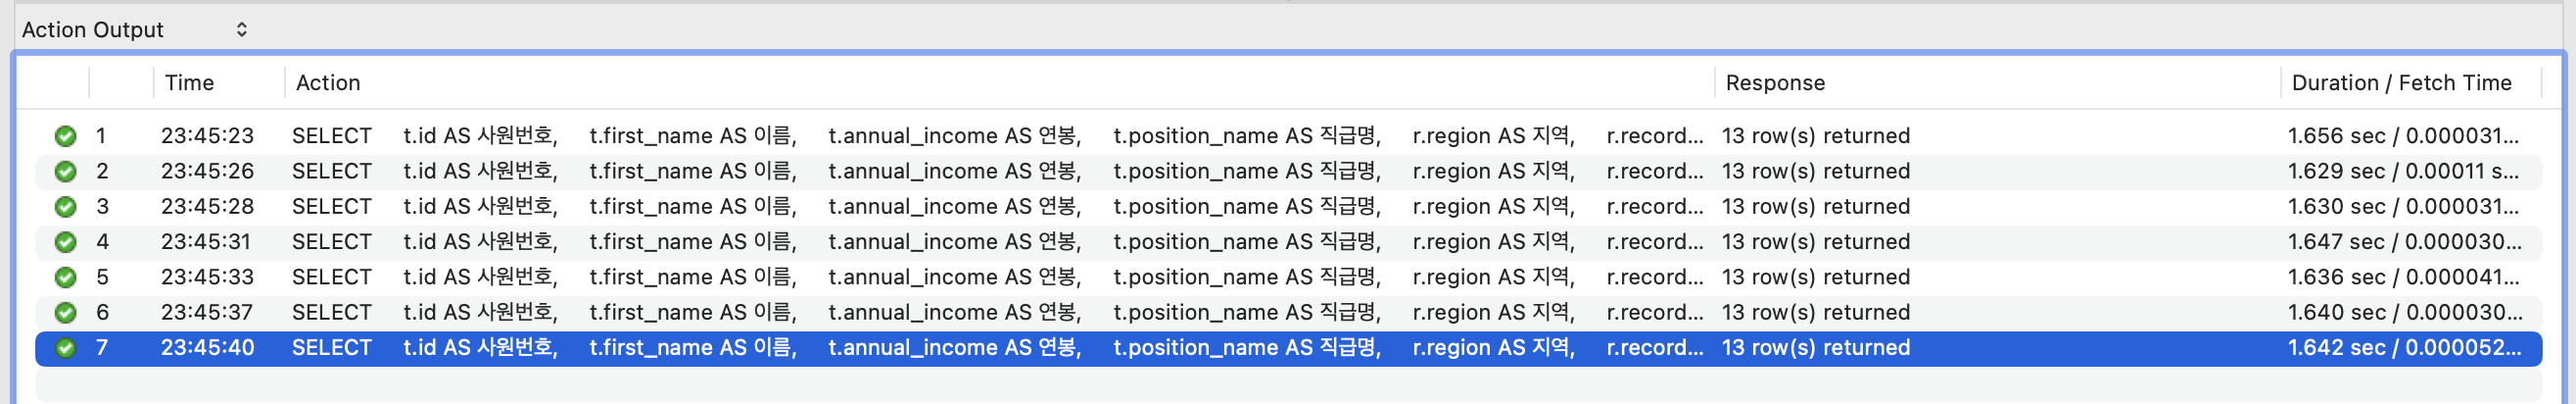 Action Output
Time Action Response Duration / Fetch Time
1 23:45:23 SELECT t.id AS 사원번호, t.first_name AS 이름, t.annual_income AS 연봉, t.position_name AS 직급명, r.region AS 지역, r.record... 13 row(s) returned 1.656 sec / 0.000031...
2 23:45:26 SELECT t.id AS 사원번호, t.first_name AS 이름, t.annual_income AS 연봉, t.position_name AS 직급명, r.region AS 지역, r.record... 13 row(s) returned 1.629 sec / 0.00011 s...
3 23:45:28 SELECT t.id AS 사원번호, t.first_name AS 이름, t.annual_income AS 연봉, t.position_name AS 직급명, r.region AS 지역, r.record... 13 row(s) returned 1.630 sec / 0.000031...
4 23:45:31 SELECT t.id AS 사원번호, t.first_name AS 이름, t.annual_income AS 연봉, t.position_name AS 직급명, r.region AS 지역, r.record... 13 row(s) returned 1.647 sec / 0.000030...
5 23:45:33 SELECT t.id AS 사원번호, t.first_name AS 이름, t.annual_income AS 연봉, t.position_name AS 직급명, r.region AS 지역, r.record... 13 row(s) returned 1.636 sec / 0.000041...
6 23:45:37 SELECT t.id AS 사원번호, t.first_name AS 이름, t.annual_income AS 연봉, t.position_name AS 직급명, r.region AS 지역, r.record... 13 row(s) returned 1.640 sec / 0.000030...
7 23:45:40 SELECT t.id AS 사원번호, t.first_name AS 이름, t.annual_income AS 연봉, t.position_name AS 직급명, r.region AS 지역, r.record... 13 row(s) returned 1.642 sec / 0.000052...